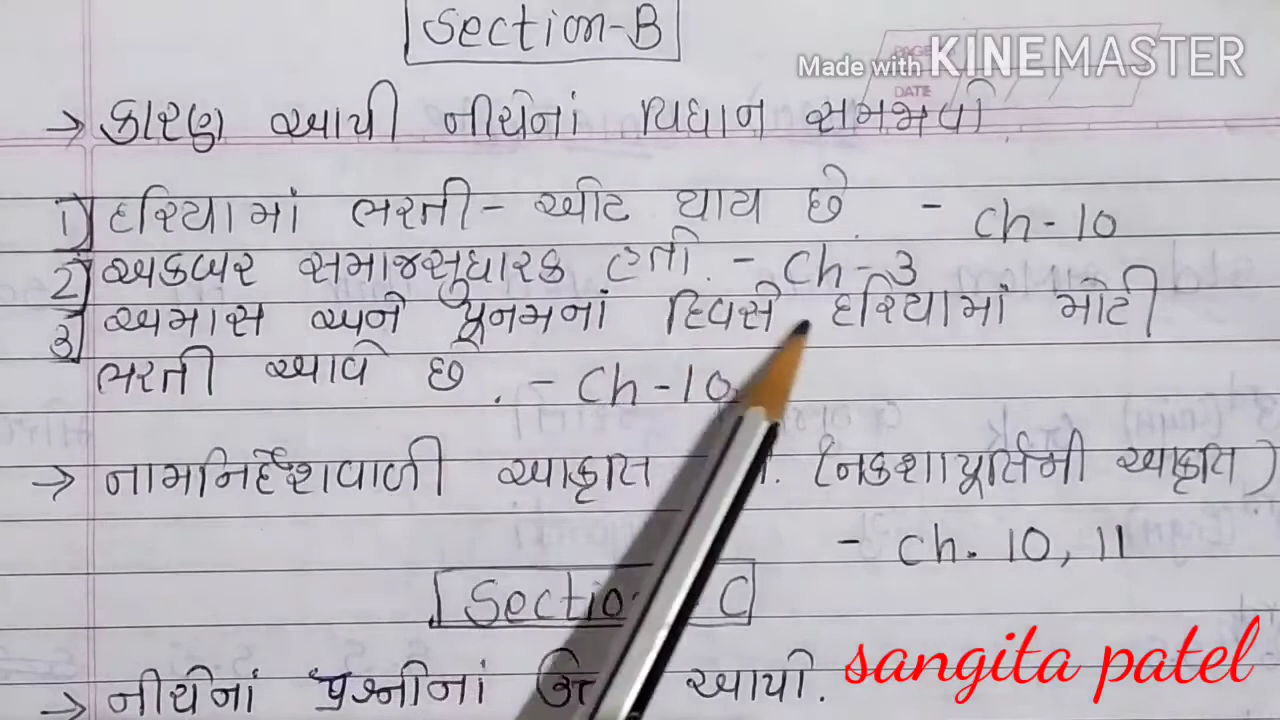 Section-B
PAGE
Made with KINEMASTER
DATE
→ કારણ આપી નીચેનાં વિધાન સમજાવો.
1) દરિયામાં ભરતી-ઓટ થાય છે. - Ch-10
2) અકબર સમાજસુધારક હતો. - Ch-3
3) અમાસ અને પૂનમનાં દિવસે દરિયામાં મોટી
ભરતી આવે છે. - Ch-10
→ નામનિર્દેશવાળી આકૃતિ (નકશાપૂર્તિની આકૃતિ)
- Ch. 10, 11
Section C
→ નીચેનાં પ્રશ્નોનાં આપો.
sangita patel